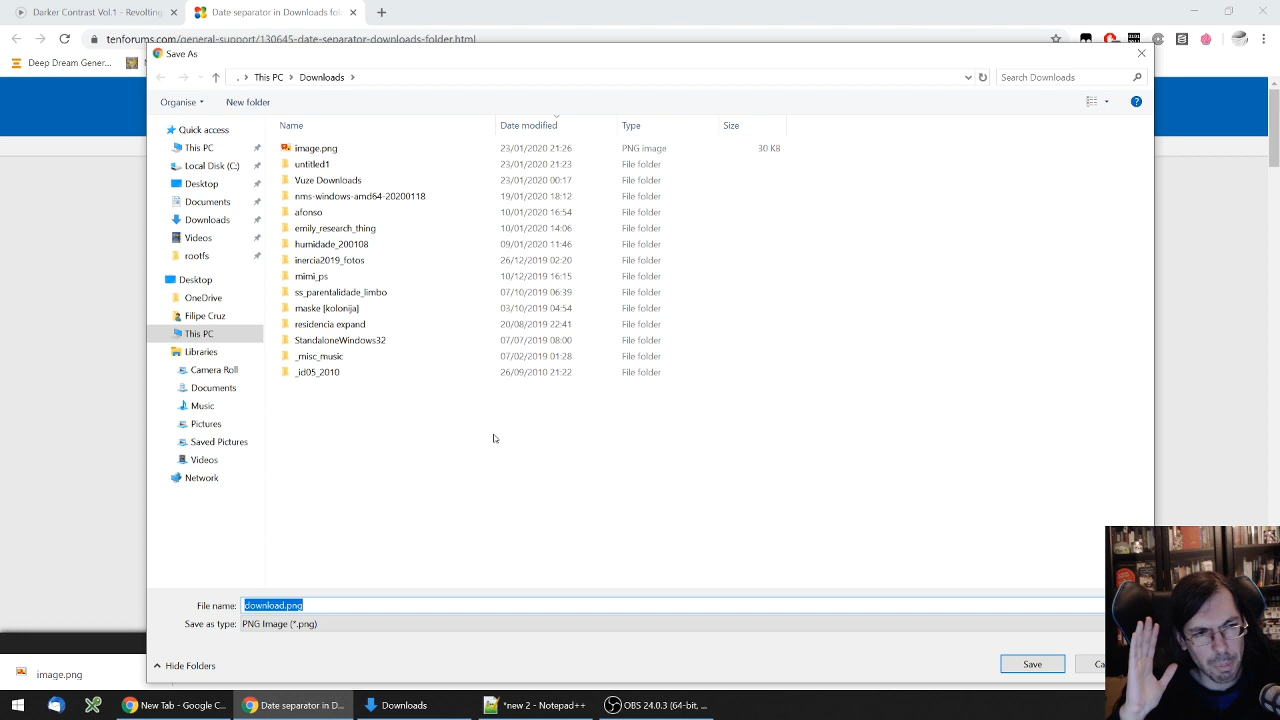 Darker Contrast Vol.1 - Revolting
Date separator in Downloads fol
tenforums.com/general-support/130645-date-separator-downloads-folder.html
Deep Dream Gener...
Save As
. > This PC > Downloads >
Search Downloads
Organise
New folder
Name Date modified Type Size
Quick access
This PC
Local Disk (C:)
Desktop
Documents
Downloads
Videos
rootfs
Desktop
OneDrive
Filipe Cruz
This PC
Libraries
Camera Roll
Documents
Music
Pictures
Saved Pictures
Videos
Network
image.png 23/01/2020 21:26 PNG image 30 KB
untitled1 23/01/2020 21:23 File folder
Vuze Downloads 23/01/2020 00:17 File folder
nms-windows-amd64-20200118 19/01/2020 18:12 File folder
afonso 10/01/2020 16:54 File folder
emily_research_thing 10/01/2020 14:06 File folder
humidade_200108 09/01/2020 11:46 File folder
inercia2019_fotos 26/12/2019 02:20 File folder
mimi_ps 10/12/2019 16:15 File folder
ss_parentalidade_limbo 07/10/2019 06:39 File folder
maske [kolonija] 03/10/2019 04:54 File folder
residencia expand 20/08/2019 22:41 File folder
StandaloneWindows32 07/07/2019 08:00 File folder
_misc_music 07/02/2019 01:28 File folder
_id05_2010 26/09/2010 21:22 File folder
File name: download.png
Save as type: PNG Image (*.png)
Hide Folders
Save
Ca
image.png
New Tab - Google C...
Date separator in D...
Downloads
*new 2 - Notepad++
OBS 24.0.3 (64-bit, ...